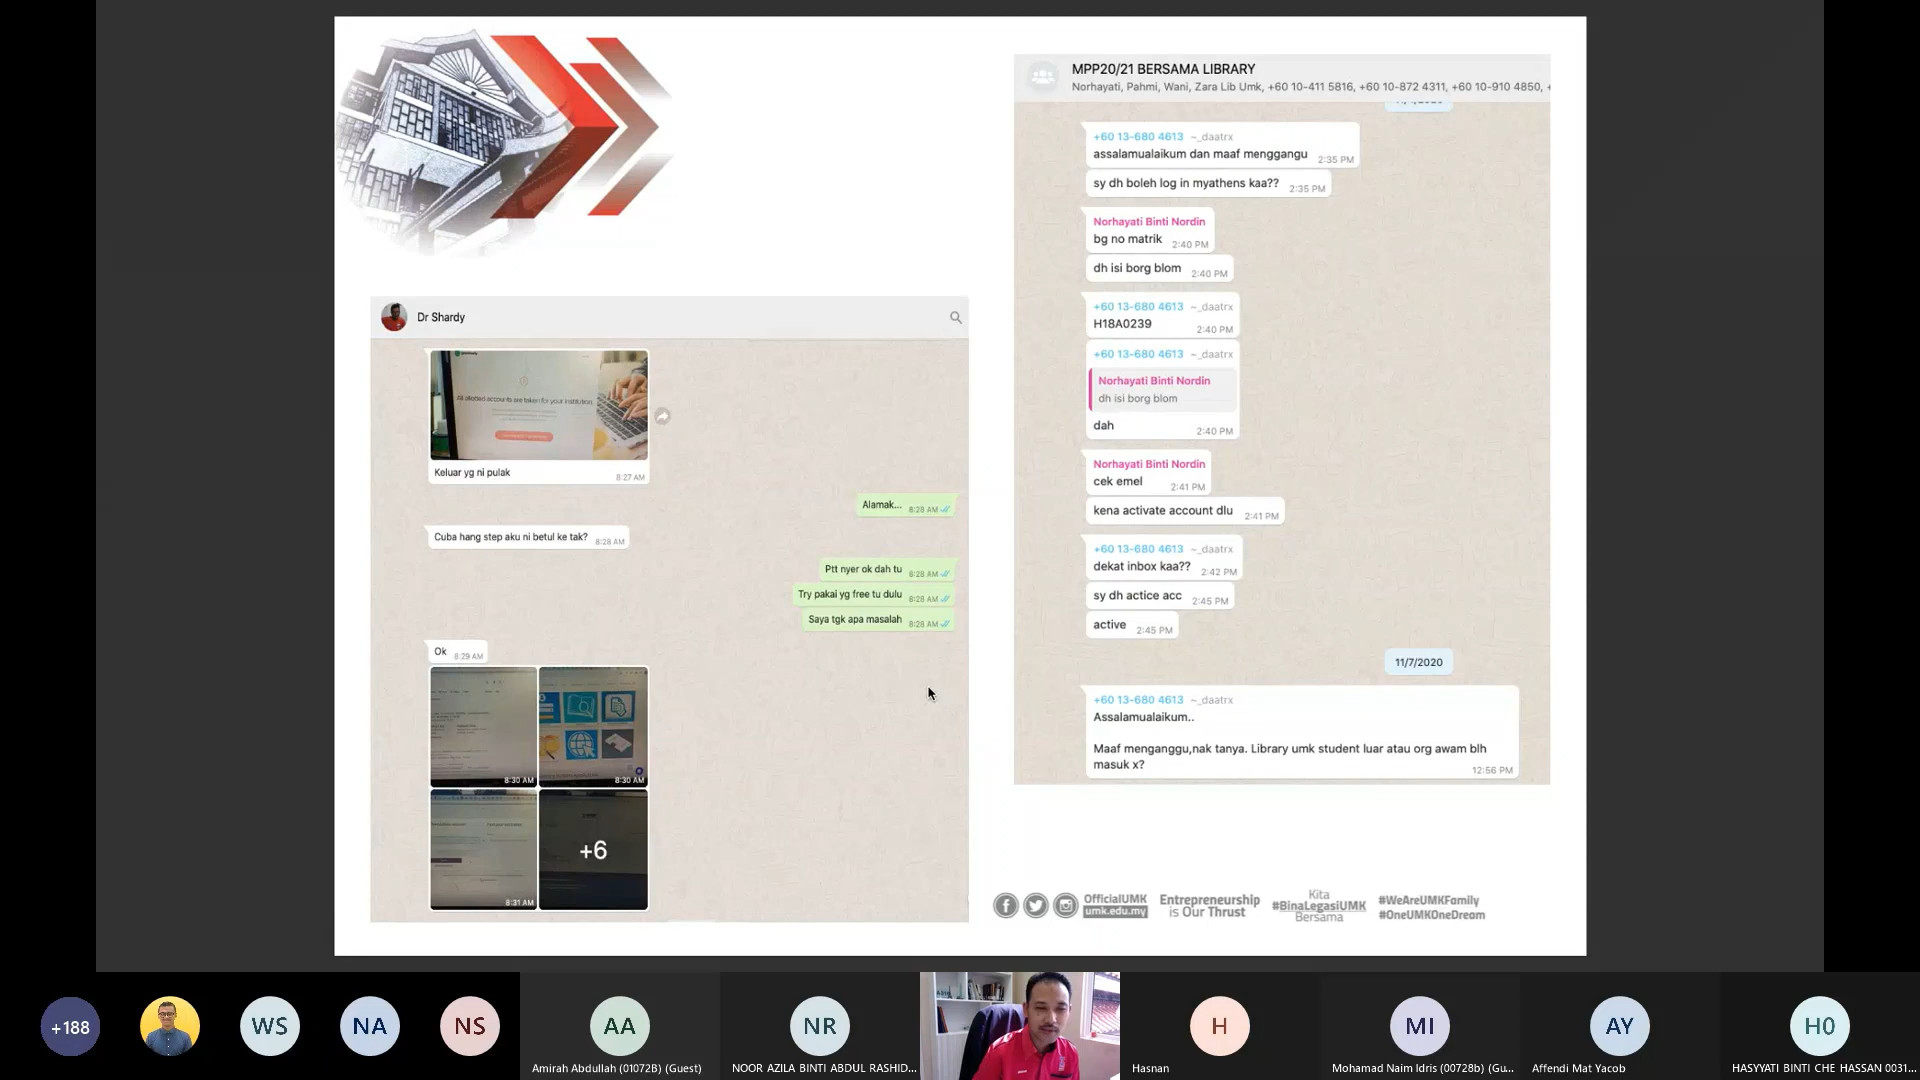 Dr Shardy
All allotted accounts are taken for your institution.
Keluar yg ni pulak
8:27 AM
Alamak... 8:28 AM
Cuba hang step aku ni betul ke tak? 8:28 AM
Ptt nyer ok dah tu 8:28 AM
Try pakai yg free tu dulu 8:28 AM
Saya tgk apa masalah 8:28 AM
Ok 8:29 AM
8:30 AM 8:30 AM
8:31 AM +6
MPP20/21 BERSAMA LIBRARY
Norhayati, Pahmi, Wani, Zara Lib Umk, +60 10-411 5816, +60 10-872 4311, +60 10-910 4850, +
+60 13-680 4613 ~_daatrx
assalamualaikum dan maaf menggangu 2:35 PM
sy dh boleh log in myathens kaa?? 2:35 PM
Norhayati Binti Nordin
bg no matrik 2:40 PM
dh isi borg blom 2:40 PM
+60 13-680 4613 ~_daatrx
H18A0239 2:40 PM
+60 13-680 4613 ~_daatrx
Norhayati Binti Nordin
dh isi borg blom
dah 2:40 PM
Norhayati Binti Nordin
cek emel 2:41 PM
kena activate account dlu 2:41 PM
+60 13-680 4613 ~_daatrx
dekat inbox kaa?? 2:42 PM
sy dh actice acc 2:45 PM
active 2:45 PM
11/7/2020
+60 13-680 4613 ~_daatrx
Assalamualaikum..
Maaf menganggu,nak tanya. Library umk student luar atau org awam blh
masuk x? 12:56 PM
OfficialUMK
umk.edu.my
Entrepreneurship
is Our Thrust
Kita
#BinaLegasiUMK
Bersama
#WeAreUMKFamily
#OneUMKOneDream
+188
WS
NA
NS
AA
Amirah Abdullah (01072B) (Guest)
NR
NOOR AZILA BINTI ABDUL RASHID...
H
Hasnan
MI
Mohamad Naim Idris (00728b) (Gu...
AY
Affendi Mat Yacob
H0
HASYYATI BINTI CHE HASSAN 0031...